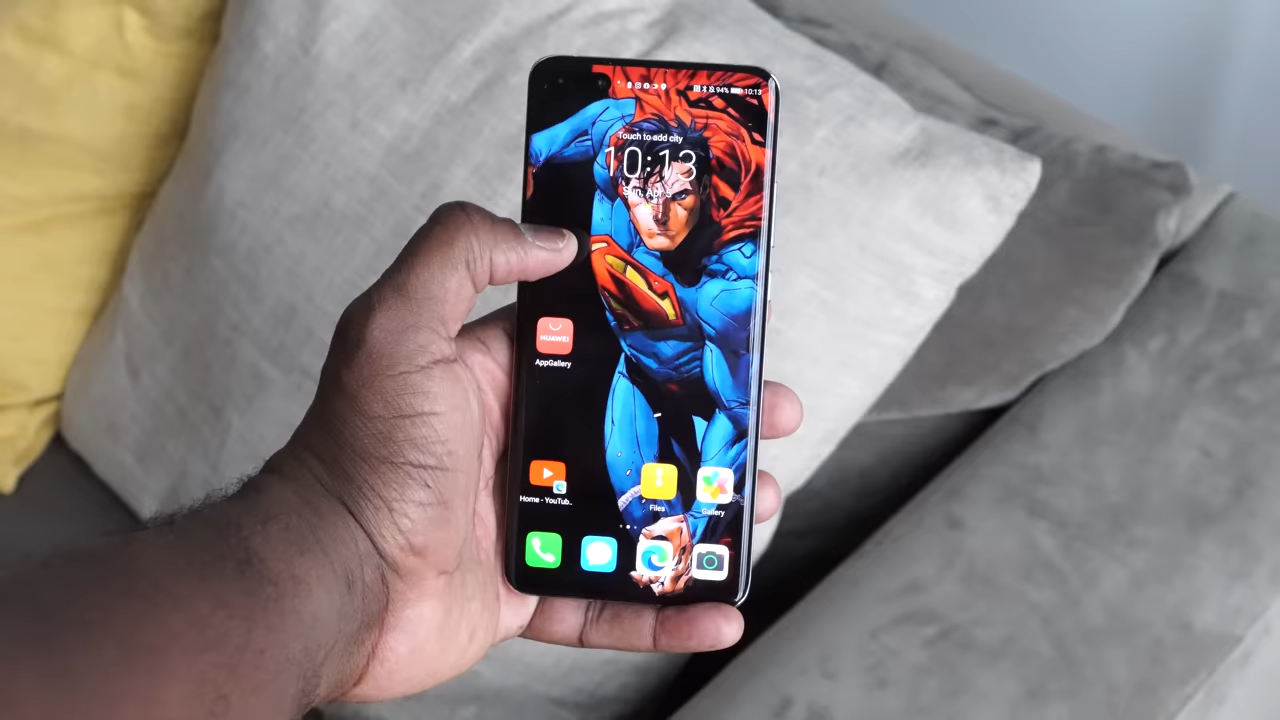 94% 10:13
Touch to add city
10:13
Sun, Apr 5
HUAWEI
AppGallery
Home - YouTub..
Files
Gallery